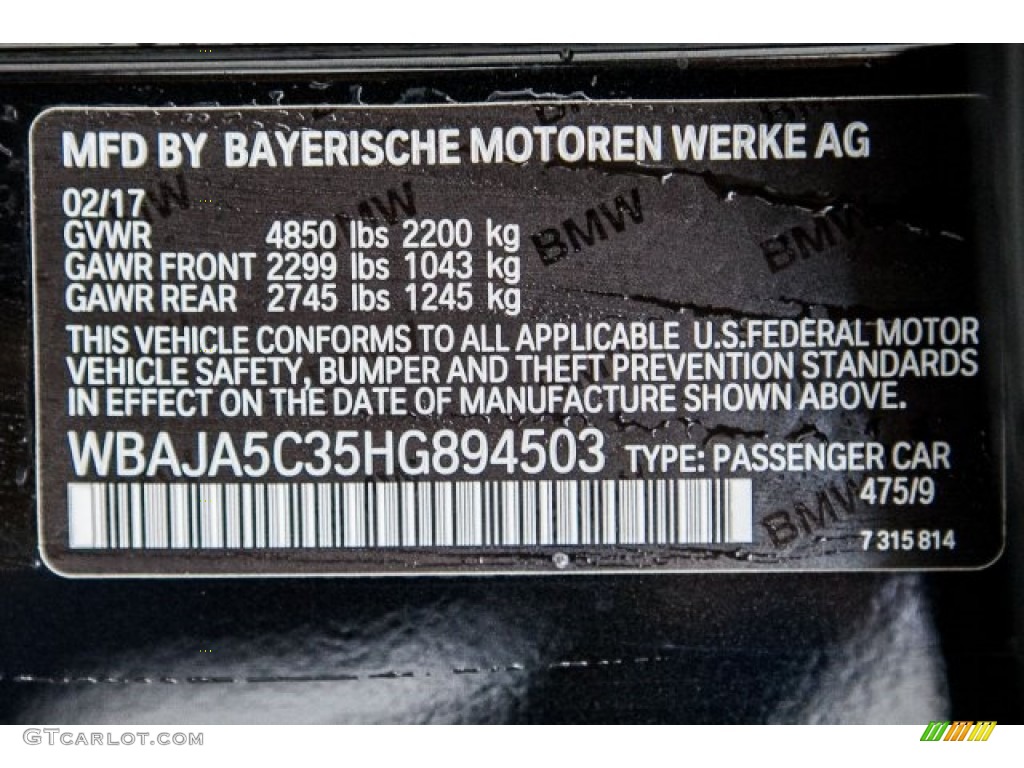 MFD BY BAYERISCHE MOTOREN WERKE AG
02/17
GVWR 4850 lbs 2200 kg
GAWR FRONT 2299 lbs 1043 kg
GAWR REAR 2745 lbs 1245 kg
THIS VEHICLE CONFORMS TO ALL APPLICABLE U.S.FEDERAL MOTOR
VEHICLE SAFETY, BUMPER AND THEFT PREVENTION STANDARDS
IN EFFECT ON THE DATE OF MANUFACTURE SHOWN ABOVE.
WBAJA5C35HG894503 TYPE: PASSENGER CAR
475/9
7 315 814
BMW
BMW
BMW
BMW
BMW
GTCarLot.com